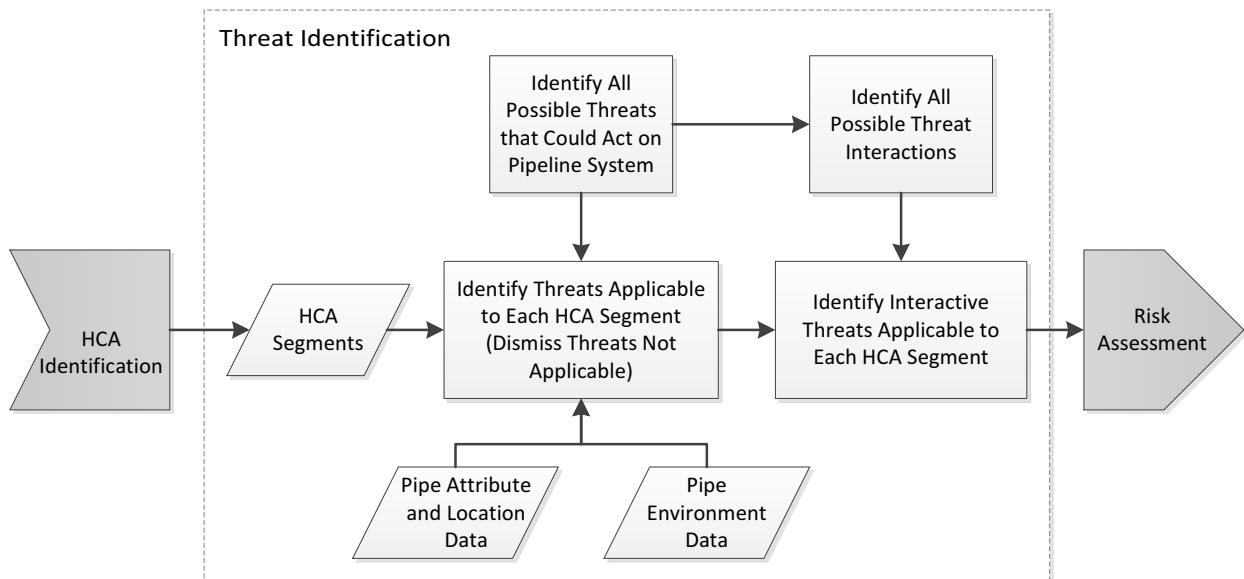 Threat Identification
Identify All
Possible Threats
that Could Act on
Pipeline System
Identify All
Possible Threat
Interactions
HCA
Identification
HCA
Segments
Identify Threats Applicable
to Each HCA Segment
(Dismiss Threats Not
Applicable)
Identify Interactive
Threats Applicable to
Each HCA Segment
Risk
Assessment
Pipe Attribute
and Location
Data
Pipe
Environment
Data